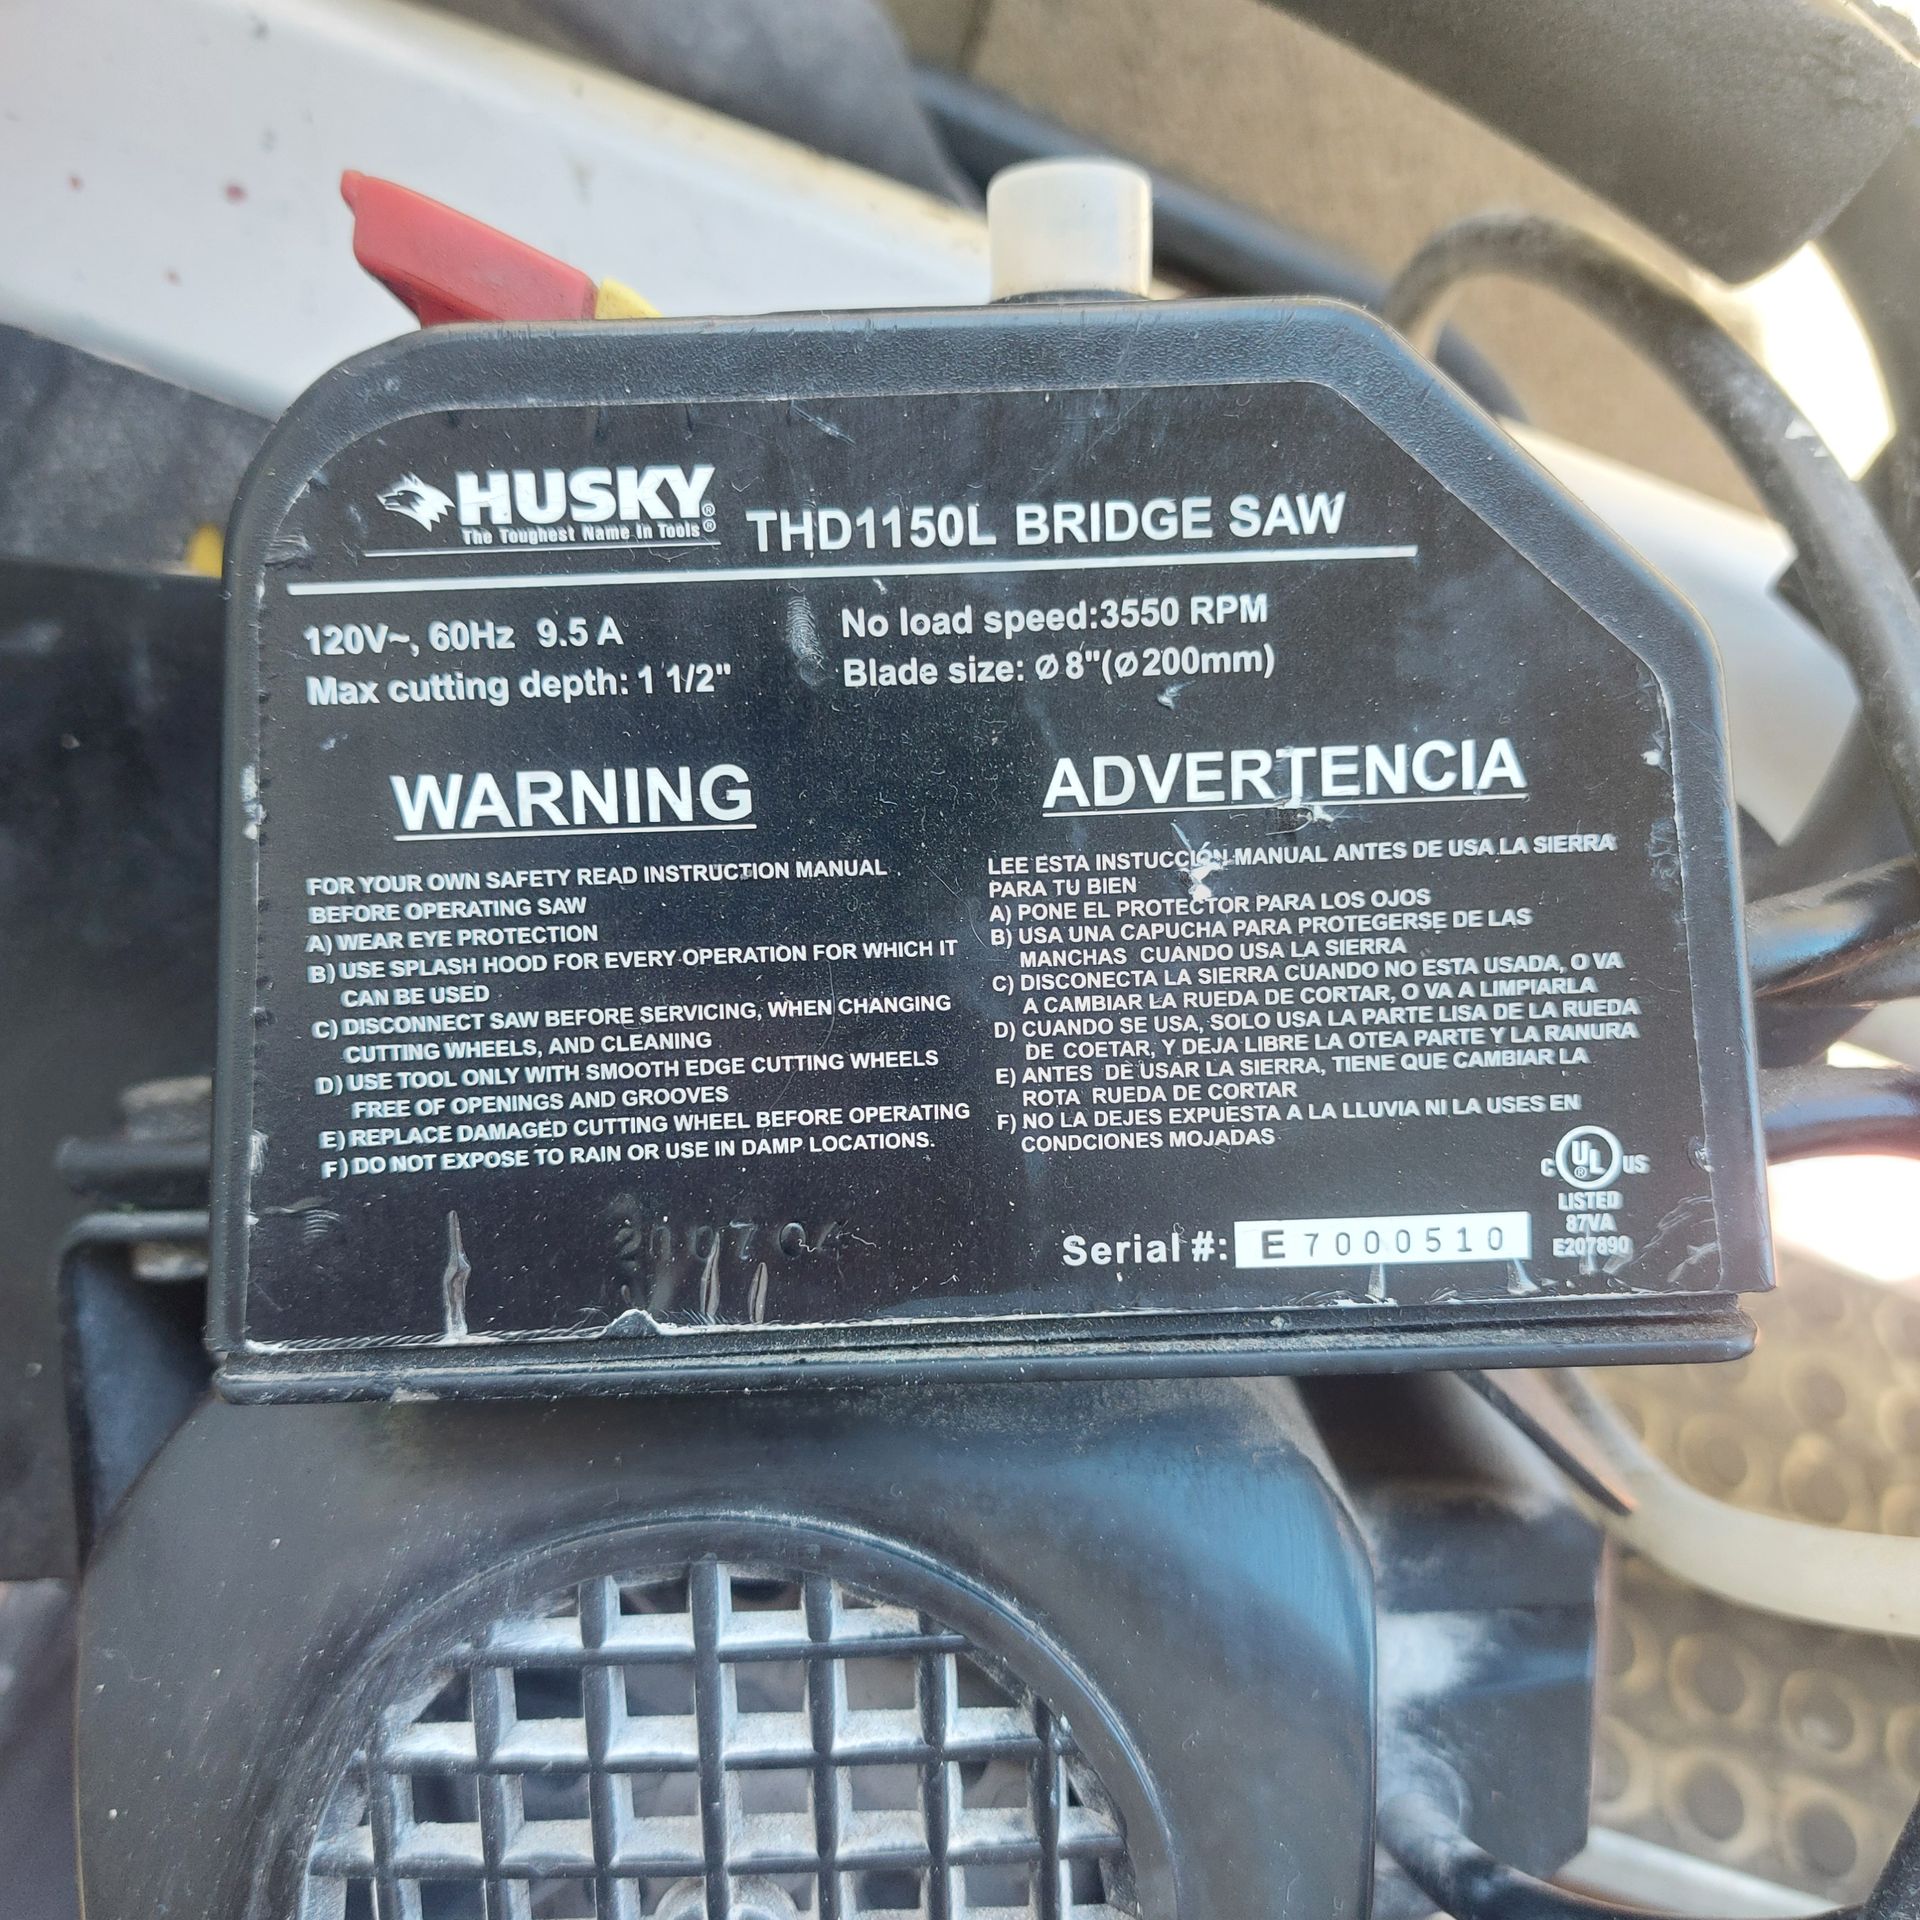 HUSKY®
The Toughest Name In Tools®
THD1150L BRIDGE SAW
120V~, 60Hz 9.5 A
Max cutting depth: 1 1/2"
No load speed:3550 RPM
Blade size: Ø 8"(Ø200mm)
WARNING
FOR YOUR OWN SAFETY READ INSTRUCTION MANUAL
BEFORE OPERATING SAW
A) WEAR EYE PROTECTION
B) USE SPLASH HOOD FOR EVERY OPERATION FOR WHICH IT
CAN BE USED
C) DISCONNECT SAW BEFORE SERVICING, WHEN CHANGING
CUTTING WHEELS, AND CLEANING
D) USE TOOL ONLY WITH SMOOTH EDGE CUTTING WHEELS
FREE OF OPENINGS AND GROOVES
E) REPLACE DAMAGED CUTTING WHEEL BEFORE OPERATING
F) DO NOT EXPOSE TO RAIN OR USE IN DAMP LOCATIONS.
ADVERTENCIA
LEE ESTA INSTUCCIÓN MANUAL ANTES DE USA LA SIERRA
PARA TU BIEN
A) PONE EL PROTECTOR PARA LOS OJOS
B) USA UNA CAPUCHA PARA PROTEGERSE DE LAS
MANCHAS CUANDO USA LA SIERRA
C) DISCONECTA LA SIERRA CUANDO NO ESTA USADA, O VA
A CAMBIAR LA RUEDA DE CORTAR, O VA A LIMPIARLA
D) CUANDO SE USA, SOLO USA LA PARTE LISA DE LA RUEDA
DE COETAR, Y DEJA LIBRE LA OTEA PARTE Y LA RANURA
E) ANTES DE USAR LA SIERRA, TIENE QUE CAMBIAR LA
ROTA RUEDA DE CORTAR
F) NO LA DEJES EXPUESTA A LA LLUVIA NI LA USES EN
CONDCIONES MOJADAS
C UL® US
LISTED
87VA
E207890
Serial #: E7000510
200704